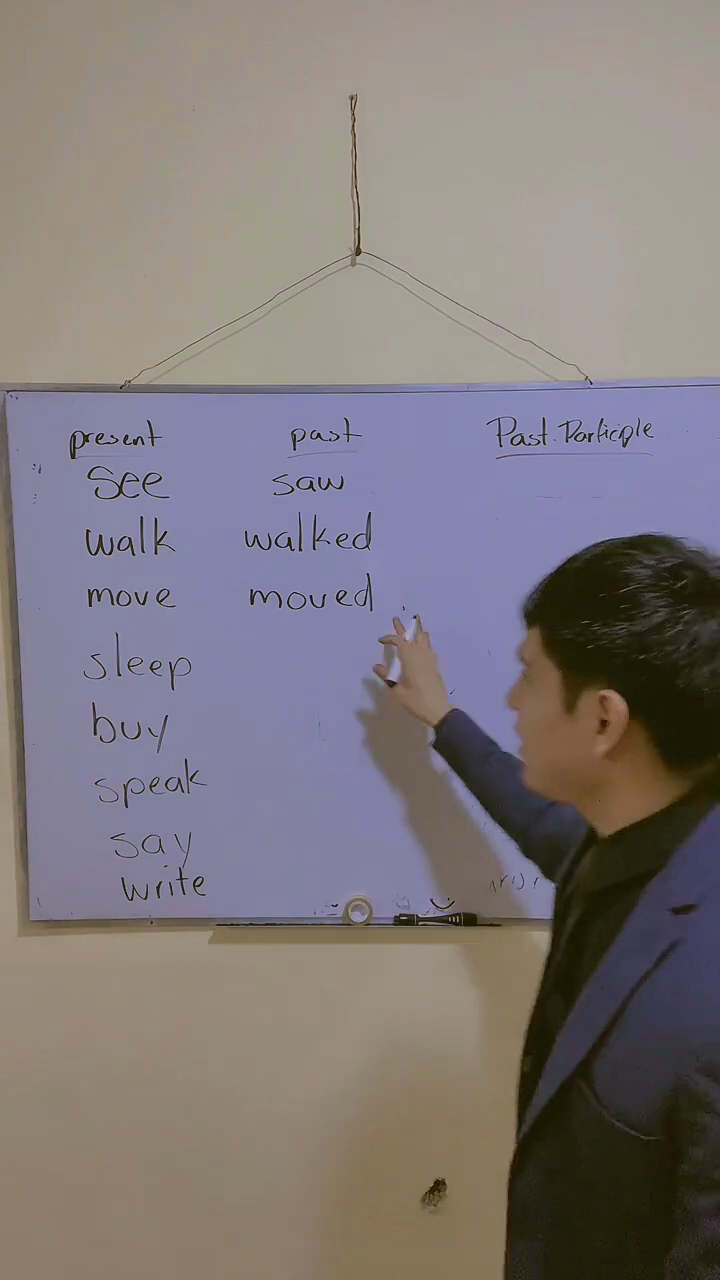 present past Past Participle
see saw
walk walked
move moved
sleep
buy
speak
say
write